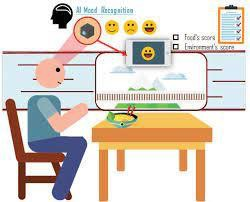 AI Mood Recognition
Food's score
Environment's score